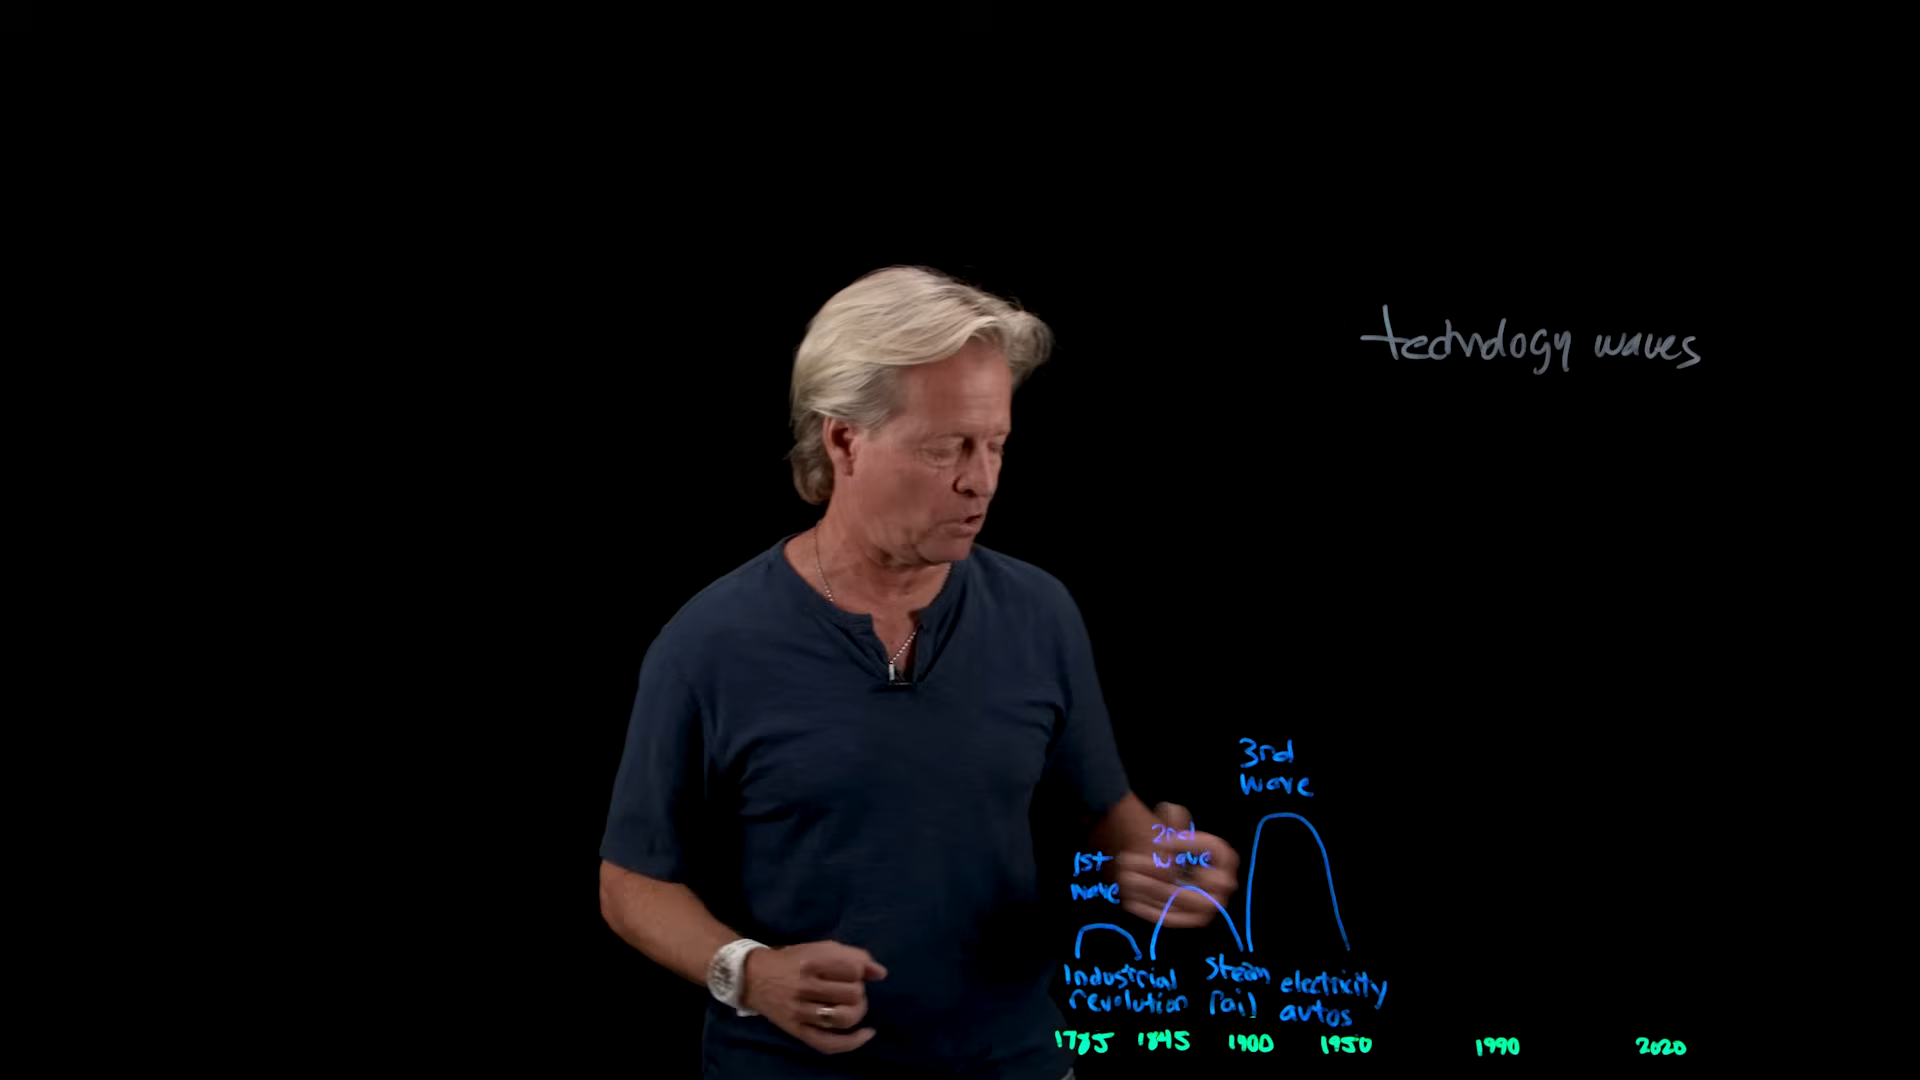 technology waves
3rd
wave
2nd
wave
1st
wave
Industrial
revolution
Steam
rail
electricity
autos
1785 1845 1900 1950 1990 2020